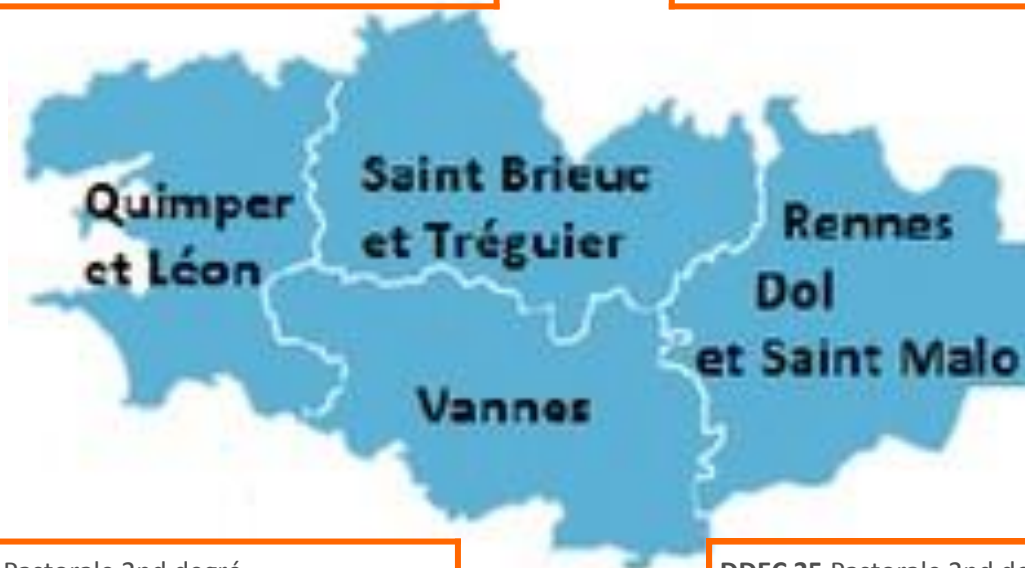 Quimper
et Léon
Saint Brieuc
et Tréguier
Rennes
Dol
et Saint Malo
Vannes
Pastorale 2nd degré
DDEC 35 Pastorale 2nd